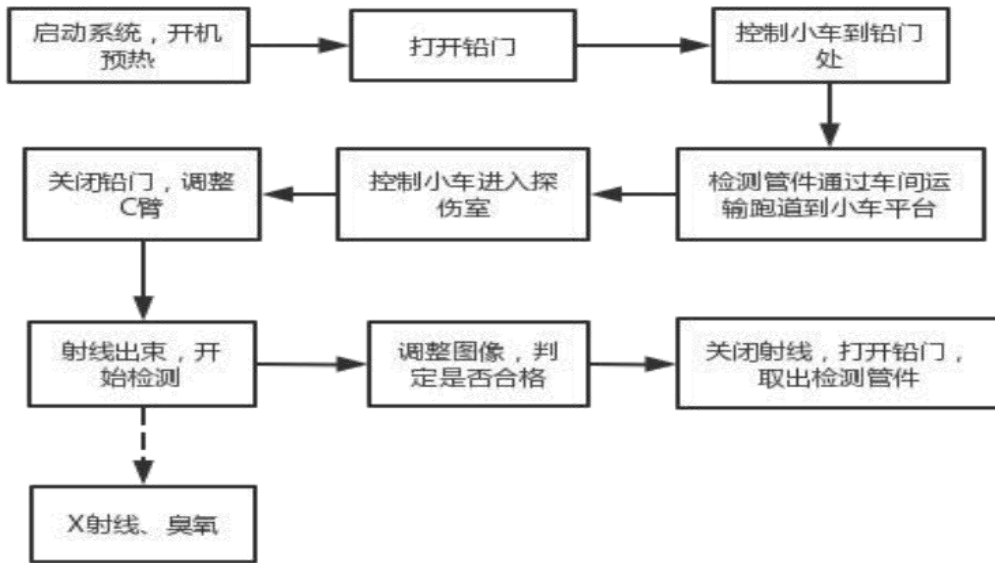 启动系统，开机
预热
打开铅门
控制小车到铅门
处
检测管件通过车间运
输跑道到小车平台
控制小车进入探
伤室
关闭铅门，调整
C臂
射线出束，开
始检测
调整图像，判
定是否合格
关闭射线，打开铅门，
取出检测管件
X射线、臭氧